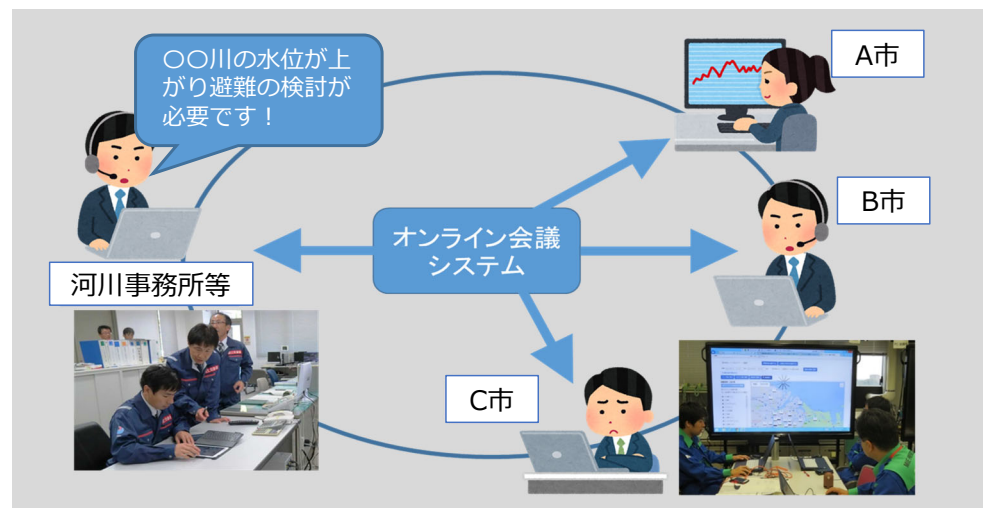 〇〇川の水位が上
がり避難の検討が
必要です！
A市
B市
オンライン会議
システム
河川事務所等
C市